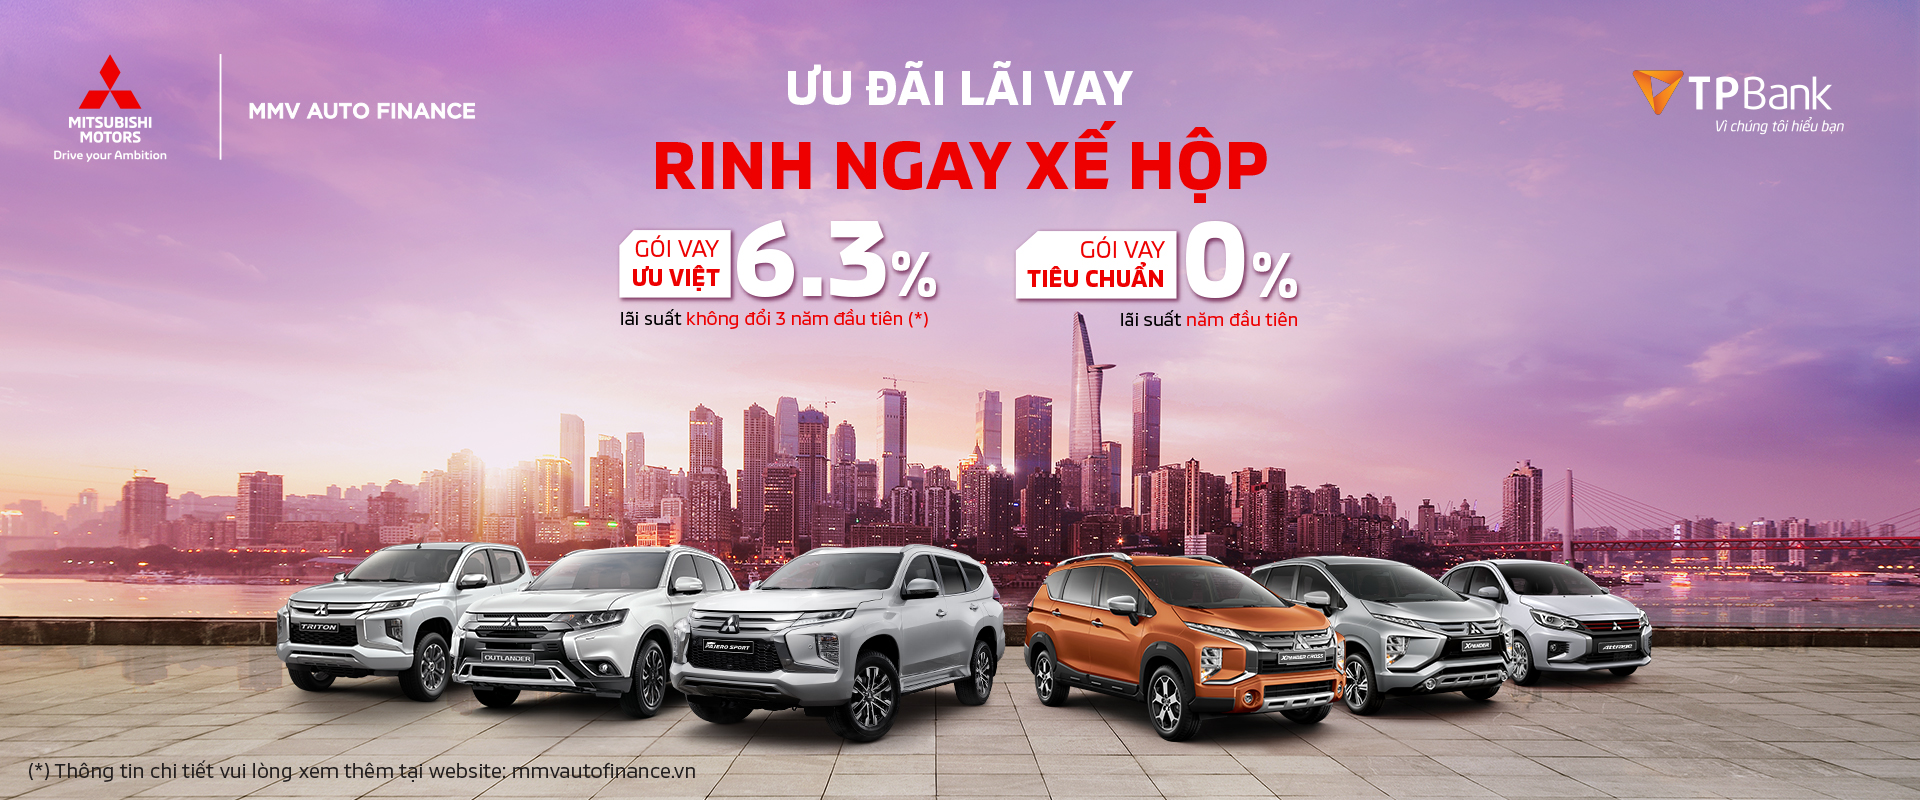 MITSUBISHI
MOTORS
Drive your Ambition
MMV AUTO FINANCE
ƯU ĐÃI LÃI VAY
RINH NGAY XẾ HỘP
TPBank
Vì chúng tôi hiểu bạn
GÓI VAY
ƯU VIỆT
6.3%
lãi suất không đổi 3 năm đầu tiên (*)
GÓI VAY
TIÊU CHUẨN
0%
lãi suất năm đầu tiên
TRITON
OUTLANDER
PAJERO SPORT
XPANDER CROSS
XPANDER
Attrage
(*) Thông tin chi tiết vui lòng xem thêm tại website: mmvautofinance.vn